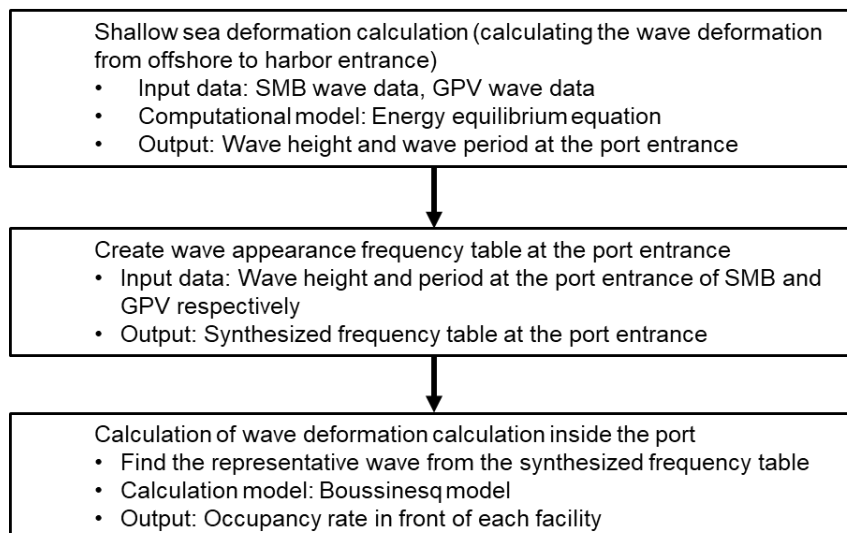 Shallow sea deformation calculation (calculating the wave deformation
from offshore to harbor entrance)
• Input data: SMB wave data, GPV wave data
• Computational model: Energy equilibrium equation
• Output: Wave height and wave period at the port entrance
Create wave appearance frequency table at the port entrance
• Input data: Wave height and period at the port entrance of SMB and
GPV respectively
• Output: Synthesized frequency table at the port entrance
Calculation of wave deformation calculation inside the port
• Find the representative wave from the synthesized frequency table
• Calculation model: Boussinesq model
• Output: Occupancy rate in front of each facility